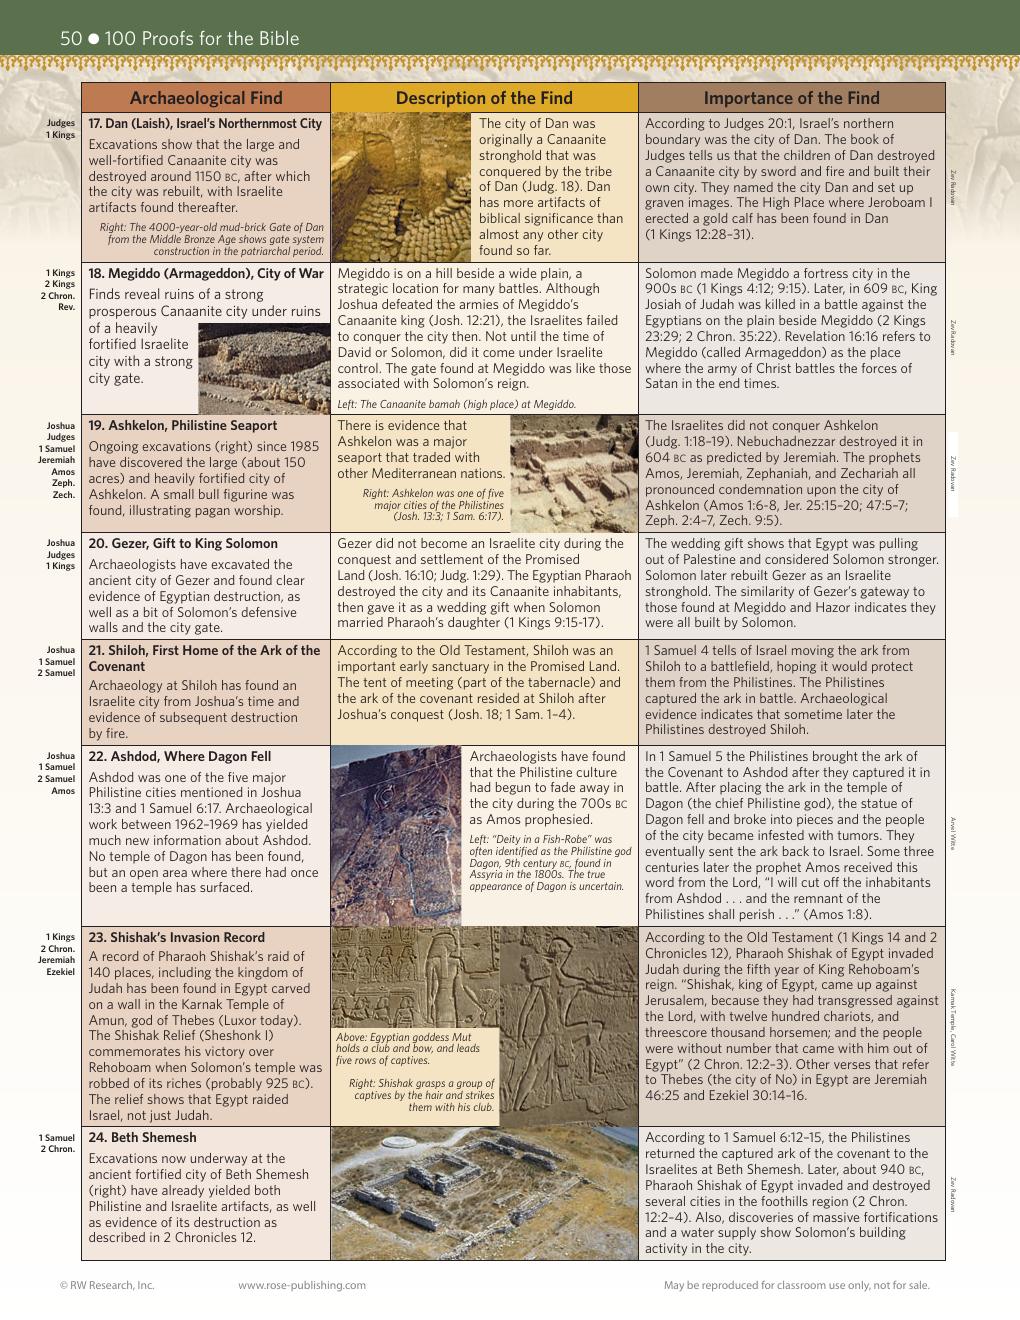 50 ● 100 Proofs for the Bible
Archaeological Find
Description of the Find
Importance of the Find
Judges
1 Kings
17. Dan (Laish), Israel’s Northernmost City
Excavations show that the large and
well-fortified Canaanite city was
destroyed around 1150 BC, after which
the city was rebuilt, with Israelite
artifacts found thereafter.
Right: The 4000-year-old mud-brick Gate of Dan
from the Middle Bronze Age shows gate system
construction in the patriarchal period.
The city of Dan was
originally a Canaanite
stronghold that was
conquered by the tribe
of Dan (Judg. 18). Dan
has more artifacts of
biblical significance than
almost any other city
found so far.
According to Judges 20:1, Israel’s northern
boundary was the city of Dan. The book of
Judges tells us that the children of Dan destroyed
a Canaanite city by sword and fire and built their
own city. They named the city Dan and set up
graven images. The High Place where Jeroboam I
erected a gold calf has been found in Dan
(1 Kings 12:28–31).
Zev Radovan
1 Kings
2 Kings
2 Chron.
Rev.
18. Megiddo (Armageddon), City of War
Finds reveal ruins of a strong
prosperous Canaanite city under ruins
of a heavily
fortified Israelite
city with a strong
city gate.
Megiddo is on a hill beside a wide plain, a
strategic location for many battles. Although
Joshua defeated the armies of Megiddo’s
Canaanite king (Josh. 12:21), the Israelites failed
to conquer the city then. Not until the time of
David or Solomon, did it come under Israelite
control. The gate found at Megiddo was like those
associated with Solomon’s reign.
Left: The Canaanite bamah (high place) at Megiddo.
Solomon made Megiddo a fortress city in the
900s BC (1 Kings 4:12; 9:15). Later, in 609 BC, King
Josiah of Judah was killed in a battle against the
Egyptians on the plain beside Megiddo (2 Kings
23:29; 2 Chron. 35:22). Revelation 16:16 refers to
Megiddo (called Armageddon) as the place
where the army of Christ battles the forces of
Satan in the end times.
Zev Radovan
Joshua
Judges
1 Samuel
Jeremiah
Amos
Zeph.
Zech.
19. Ashkelon, Philistine Seaport
Ongoing excavations (right) since 1985
have discovered the large (about 150
acres) and heavily fortified city of
Ashkelon. A small bull figurine was
found, illustrating pagan worship.
There is evidence that
Ashkelon was a major
seaport that traded with
other Mediterranean nations.
Right: Ashkelon was one of five
major cities of the Philistines
(Josh. 13:3; 1 Sam. 6:17).
The Israelites did not conquer Ashkelon
(Judg. 1:18–19). Nebuchadnezzar destroyed it in
604 BC as predicted by Jeremiah. The prophets
Amos, Jeremiah, Zephaniah, and Zechariah all
pronounced condemnation upon the city of
Ashkelon (Amos 1:6-8, Jer. 25:15–20; 47:5–7;
Zeph. 2:4–7, Zech. 9:5).
Zev Radovan
Joshua
Judges
1 Kings
20. Gezer, Gift to King Solomon
Archaeologists have excavated the
ancient city of Gezer and found clear
evidence of Egyptian destruction, as
well as a bit of Solomon’s defensive
walls and the city gate.
Gezer did not become an Israelite city during the
conquest and settlement of the Promised
Land (Josh. 16:10; Judg. 1:29). The Egyptian Pharaoh
destroyed the city and its Canaanite inhabitants,
then gave it as a wedding gift when Solomon
married Pharaoh’s daughter (1 Kings 9:15-17).
The wedding gift shows that Egypt was pulling
out of Palestine and considered Solomon stronger.
Solomon later rebuilt Gezer as an Israelite
stronghold. The similarity of Gezer’s gateway to
those found at Megiddo and Hazor indicates they
were all built by Solomon.
Joshua
1 Samuel
2 Samuel
21. Shiloh, First Home of the Ark of the
Covenant
Archaeology at Shiloh has found an
Israelite city from Joshua’s time and
evidence of subsequent destruction
by fire.
According to the Old Testament, Shiloh was an
important early sanctuary in the Promised Land.
The tent of meeting (part of the tabernacle) and
the ark of the covenant resided at Shiloh after
Joshua’s conquest (Josh. 18; 1 Sam. 1–4).
1 Samuel 4 tells of Israel moving the ark from
Shiloh to a battlefield, hoping it would protect
them from the Philistines. The Philistines
captured the ark in battle. Archaeological
evidence indicates that sometime later the
Philistines destroyed Shiloh.
Joshua
1 Samuel
2 Samuel
Amos
22. Ashdod, Where Dagon Fell
Ashdod was one of the five major
Philistine cities mentioned in Joshua
13:3 and 1 Samuel 6:17. Archaeological
work between 1962–1969 has yielded
much new information about Ashdod.
No temple of Dagon has been found,
but an open area where there had once
been a temple has surfaced.
Archaeologists have found
that the Philistine culture
had begun to fade away in
the city during the 700s BC
as Amos prophesied.
Left: “Deity in a Fish-Robe” was
often identified as the Philistine god
Dagon, 9th century BC, found in
Assyria in the 1800s. The true
appearance of Dagon is uncertain.
In 1 Samuel 5 the Philistines brought the ark of
the Covenant to Ashdod after they captured it in
battle. After placing the ark in the temple of
Dagon (the chief Philistine god), the statue of
Dagon fell and broke into pieces and the people
of the city became infested with tumors. They
eventually sent the ark back to Israel. Some three
centuries later the prophet Amos received this
word from the Lord, “I will cut off the inhabitants
from Ashdod . . . and the remnant of the
Philistines shall perish . . .” (Amos 1:8).
Witte
1 Kings
2 Chron.
Jeremiah
Ezekiel
23. Shishak’s Invasion Record
A record of Pharaoh Shishak’s raid of
140 places, including the kingdom of
Judah has been found in Egypt carved
on a wall in the Karnak Temple of
Amun, god of Thebes (Luxor today).
The Shishak Relief (Sheshonk I)
commemorates his victory over
Rehoboam when Solomon’s temple was
robbed of its riches (probably 925 BC).
The relief shows that Egypt raided
Israel, not just Judah.
Above: Egyptian goddess Mut
holds a club and bow, and leads
five rows of captives.
Right: Shishak grasps a group of
captives by the hair and strikes
them with his club.
According to the Old Testament (1 Kings 14 and 2
Chronicles 12), Pharaoh Shishak of Egypt invaded
Judah during the fifth year of King Rehoboam’s
reign. “Shishak, king of Egypt, came up against
Jerusalem, because they had transgressed against
the Lord, with twelve hundred chariots, and
threescore thousand horsemen; and the people
were without number that came with him out of
Egypt” (2 Chron. 12:2–3). Other verses that refer
to Thebes (the city of No) in Egypt are Jeremiah
46:25 and Ezekiel 30:14–16.
Karnak Temple, Carol Witte
1 Samuel
2 Chron.
24. Beth Shemesh
Excavations now underway at the
ancient fortified city of Beth Shemesh
(right) have already yielded both
Philistine and Israelite artifacts, as well
as evidence of its destruction as
described in 2 Chronicles 12.
According to 1 Samuel 6:12–15, the Philistines
returned the captured ark of the covenant to the
Israelites at Beth Shemesh. Later, about 940 BC,
Pharaoh Shishak of Egypt invaded and destroyed
several cities in the foothills region (2 Chron.
12:2–4). Also, discoveries of massive fortifications
and a water supply show Solomon’s building
activity in the city.
Zev Radovan
© RW Research, Inc.
www.rose-publishing.com
May be reproduced for classroom use only, not for sale.